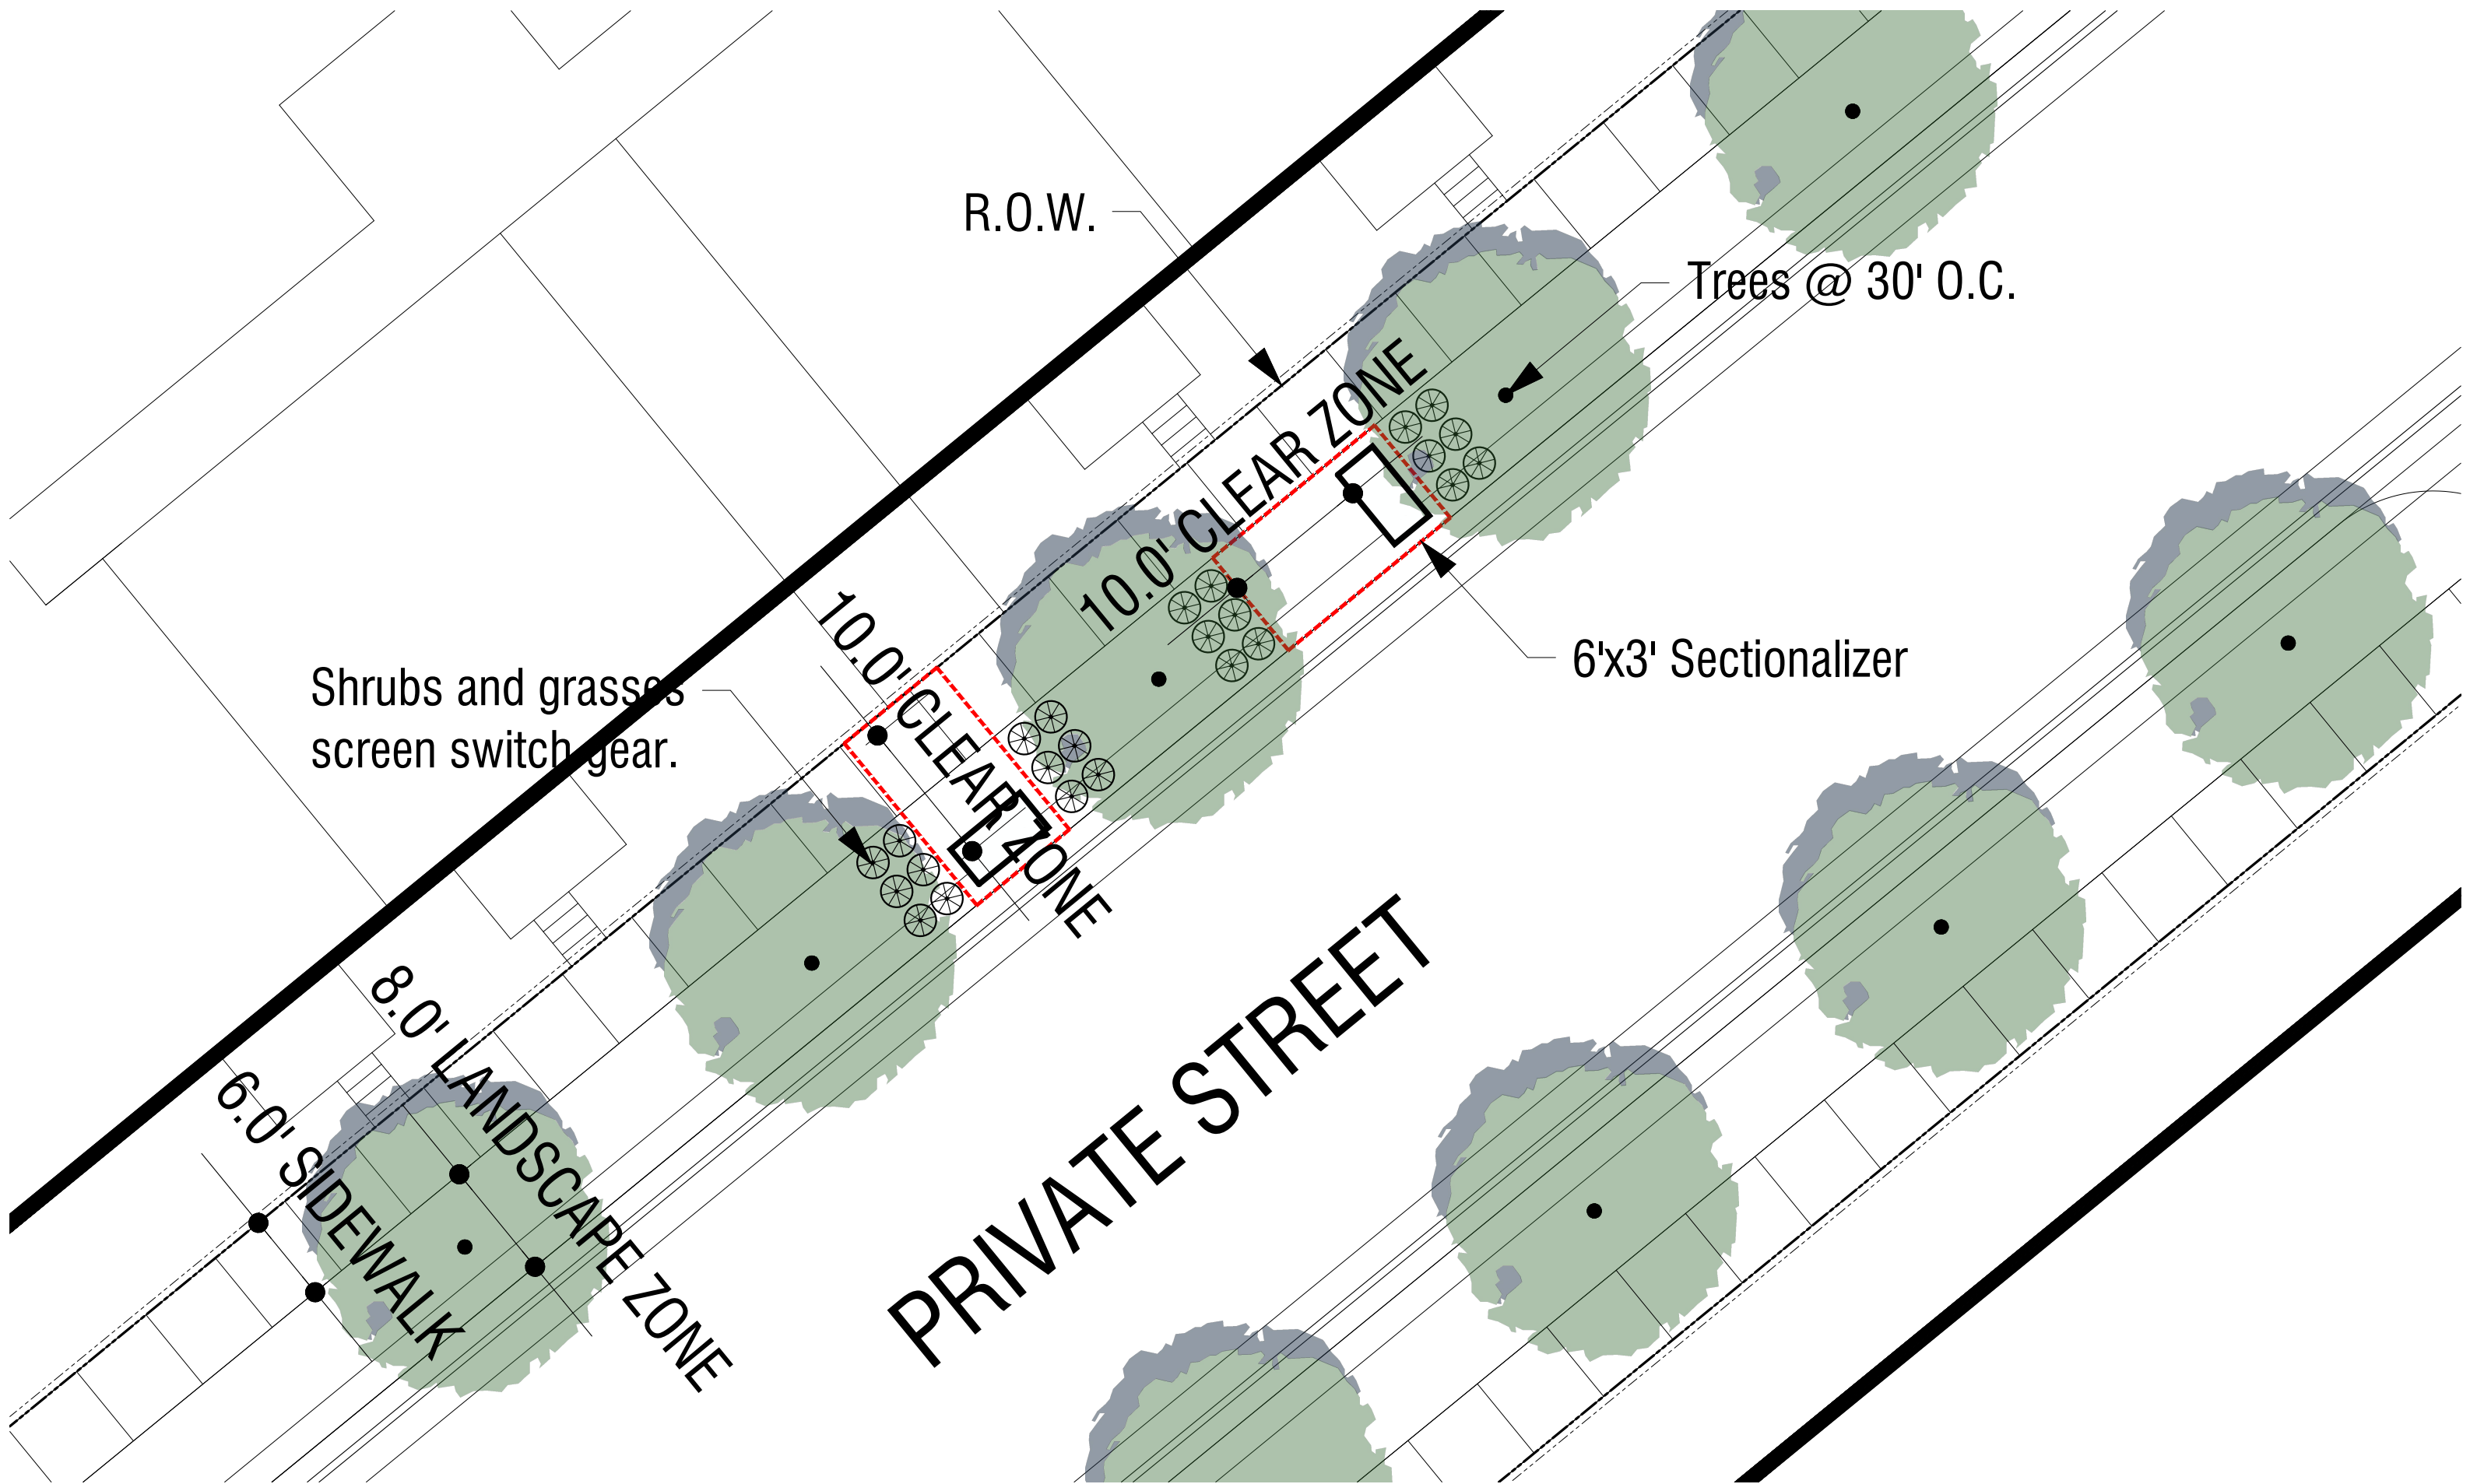 R.O.W.
Trees @ 30' O.C.
10.0' CLEAR ZONE
6'x3' Sectionalizer
Shrubs and grasses
screen switch gear.
10.0' CLEAR ZONE
8.0' LANDSCAPE ZONE
6.0' SIDEWALK
PRIVATE STREET